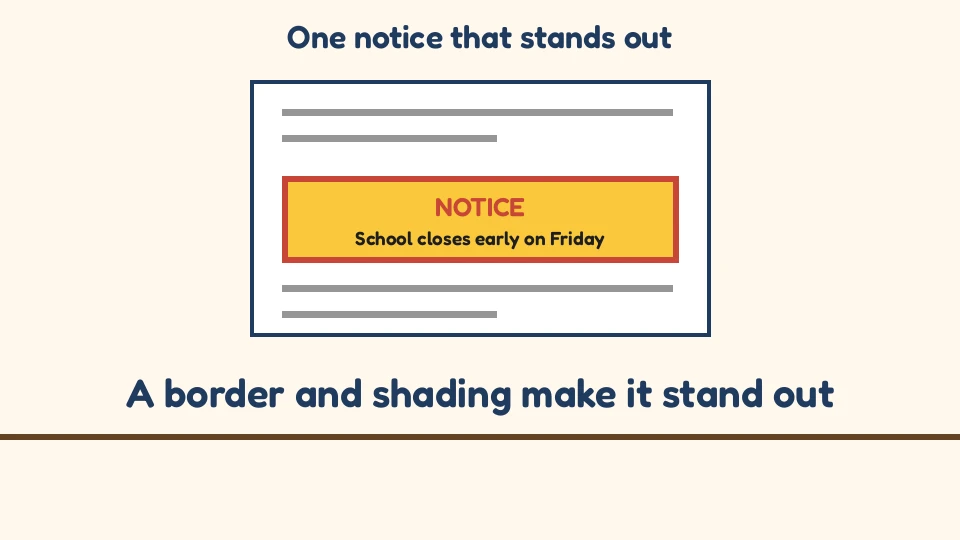 One notice that stands out
NOTICE
School closes early on Friday
A border and shading make it stand out